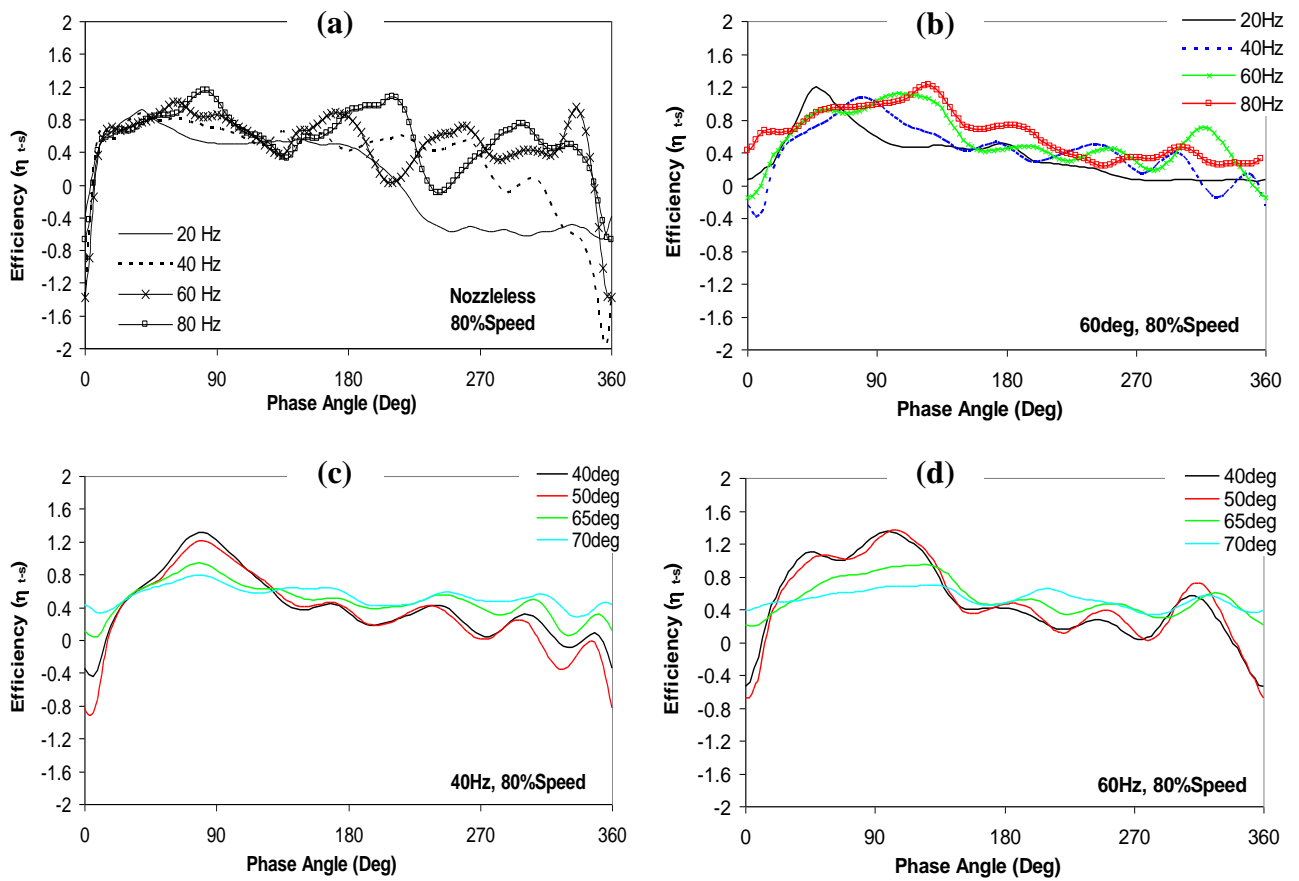 (a)
Efficiency (η t-s)
2
1.6
1.2
0.8
0.4
0
-0.4
-0.8
-1.2
-1.6
-2
20 Hz
40 Hz
60 Hz
80 Hz
Nozzleless
80%Speed
0 90 180 270 360
Phase Angle (Deg)
(b)
20Hz
40Hz
60Hz
80Hz
Efficiency (η t-s)
2
1.6
1.2
0.8
0.4
0
-0.4
-0.8
-1.2
-1.6
-2
60deg, 80%Speed
0 90 180 270 360
Phase Angle (Deg)
(c)
40deg
50deg
65deg
70deg
Efficiency (η t-s)
2
1.6
1.2
0.8
0.4
0
-0.4
-0.8
-1.2
-1.6
-2
40Hz, 80%Speed
0 90 180 270 360
Phase Angle (Deg)
(d)
40deg
50deg
65deg
70deg
Efficiency (η t-s)
2
1.6
1.2
0.8
0.4
0
-0.4
-0.8
-1.2
-1.6
-2
60Hz, 80%Speed
0 90 180 270 360
Phase Angle (Deg)